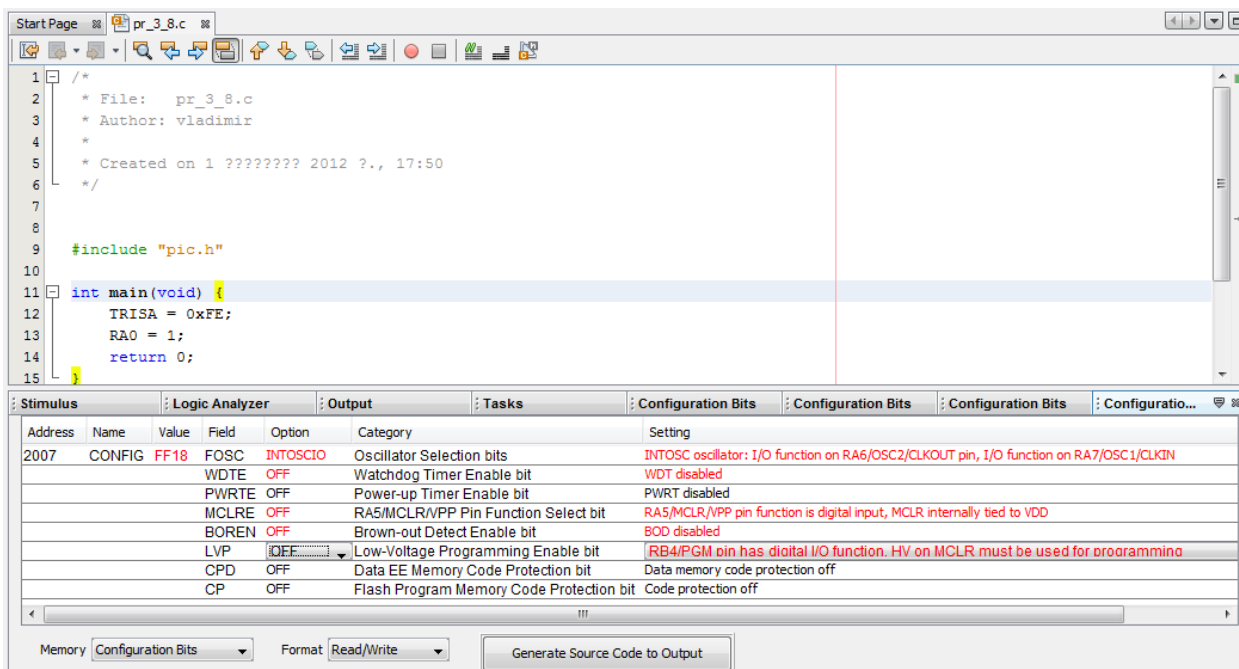 Start Page pr_3_8.c
1 /*
2 * File: pr_3_8.c
3 * Author: vladimir
4 *
5 * Created on 1 ???????? 2012 ?., 17:50
6 */
7
8
9 #include "pic.h"
10
11 int main(void) {
12 TRISA = 0xFE;
13 RA0 = 1;
14 return 0;
15 }
Stimulus Logic Analyzer Output Tasks Configuration Bits Configuration Bits Configuration Bits Configuratio...
Address Name Value Field Option Category Setting
2007 CONFIG FF18 FOSC INTOSCIO Oscillator Selection bits INTOSC oscillator: I/O function on RA6/OSC2/CLKOUT pin, I/O function on RA7/OSC1/CLKIN
WDTE OFF Watchdog Timer Enable bit WDT disabled
PWRTE OFF Power-up Timer Enable bit PWRT disabled
MCLRE OFF RA5/MCLR/VPP Pin Function Select bit RA5/MCLR/VPP pin function is digital input, MCLR internally tied to VDD
BOREN OFF Brown-out Detect Enable bit BOD disabled
LVP OFF Low-Voltage Programming Enable bit RB4/PGM pin has digital I/O function, HV on MCLR must be used for programming
CPD OFF Data EE Memory Code Protection bit Data memory code protection off
CP OFF Flash Program Memory Code Protection bit Code protection off
Memory Configuration Bits Format Read/Write Generate Source Code to Output